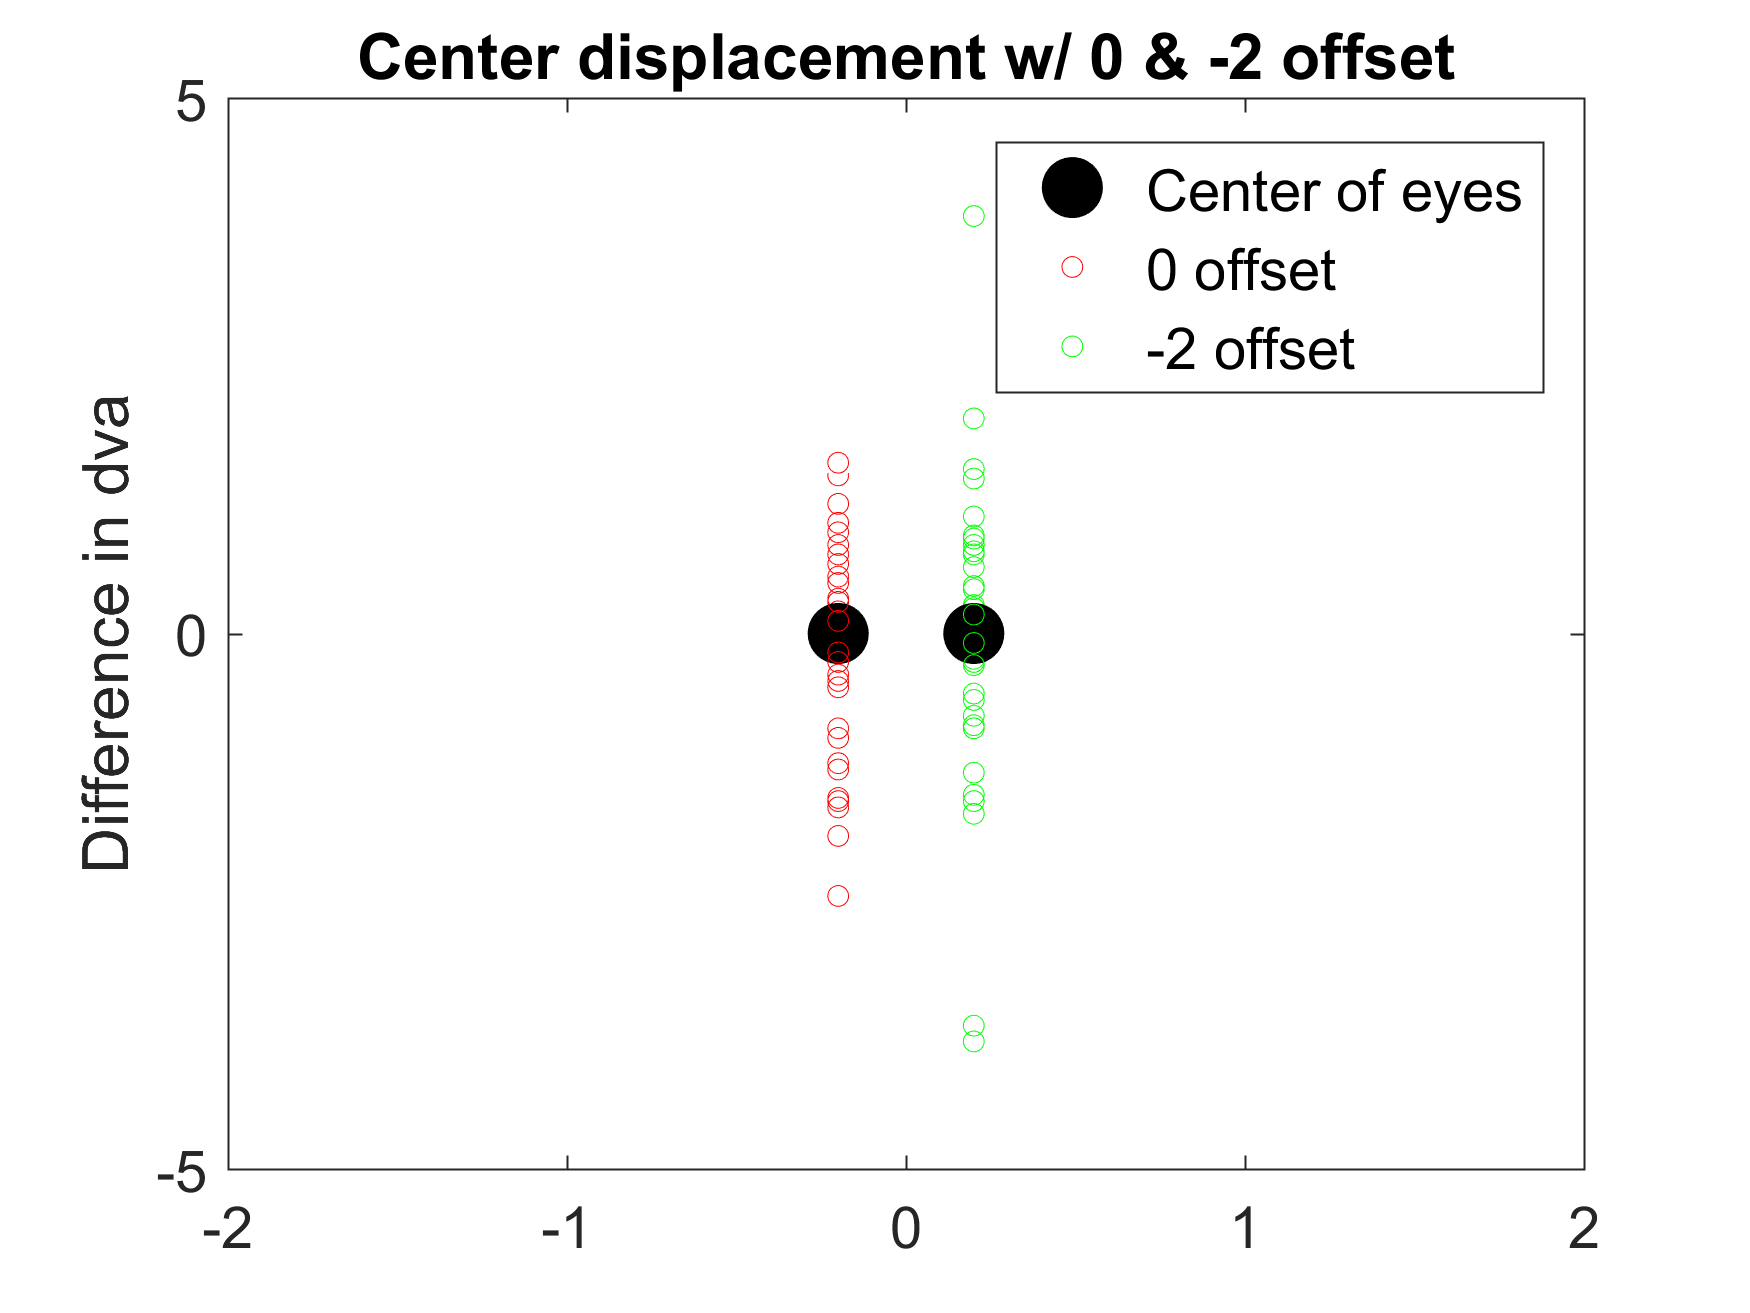 Center displacement w/ 0 & -2 offset
5
Center of eyes
0 offset
-2 offset
Difference in dva
0
-5
-2 -1 0 1 2